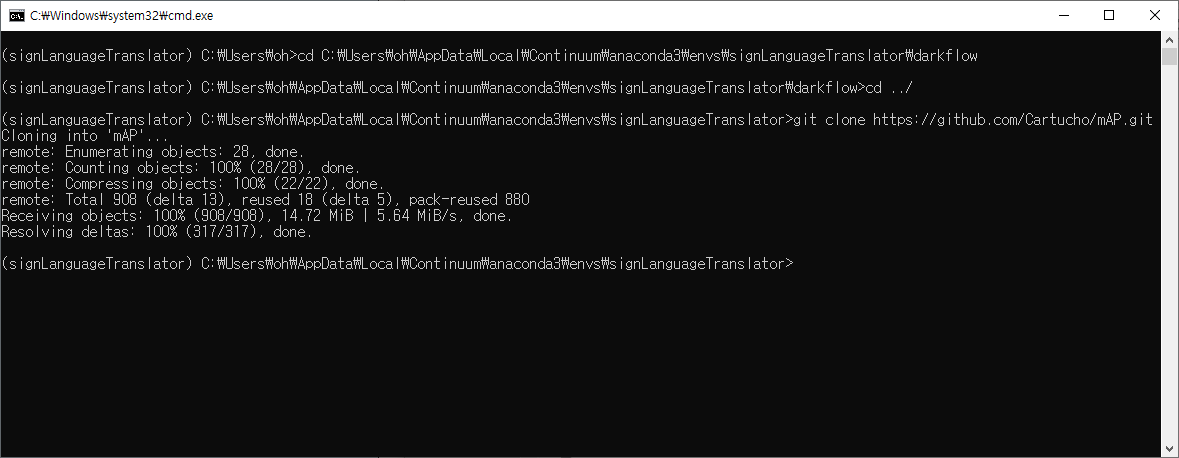 C:₩Windows₩system32₩cmd.exe
(signLanguageTranslator) C:₩Users₩oh>cd C:₩Users₩oh₩AppData₩Local₩Continuum₩anaconda3₩envs₩signLanguageTranslator₩darkflow
(signLanguageTranslator) C:₩Users₩oh₩AppData₩Local₩Continuum₩anaconda3₩envs₩signLanguageTranslator₩darkflow>cd ../
(signLanguageTranslator) C:₩Users₩oh₩AppData₩Local₩Continuum₩anaconda3₩envs₩signLanguageTranslator>git clone https://github.com/Cartucho/mAP.git
Cloning into 'mAP'...
remote: Enumerating objects: 28, done.
remote: Counting objects: 100% (28/28), done.
remote: Compressing objects: 100% (22/22), done.
remote: Total 908 (delta 13), reused 18 (delta 5), pack-reused 880
Receiving objects: 100% (908/908), 14.72 MiB | 5.64 MiB/s, done.
Resolving deltas: 100% (317/317), done.
(signLanguageTranslator) C:₩Users₩oh₩AppData₩Local₩Continuum₩anaconda3₩envs₩signLanguageTranslator>